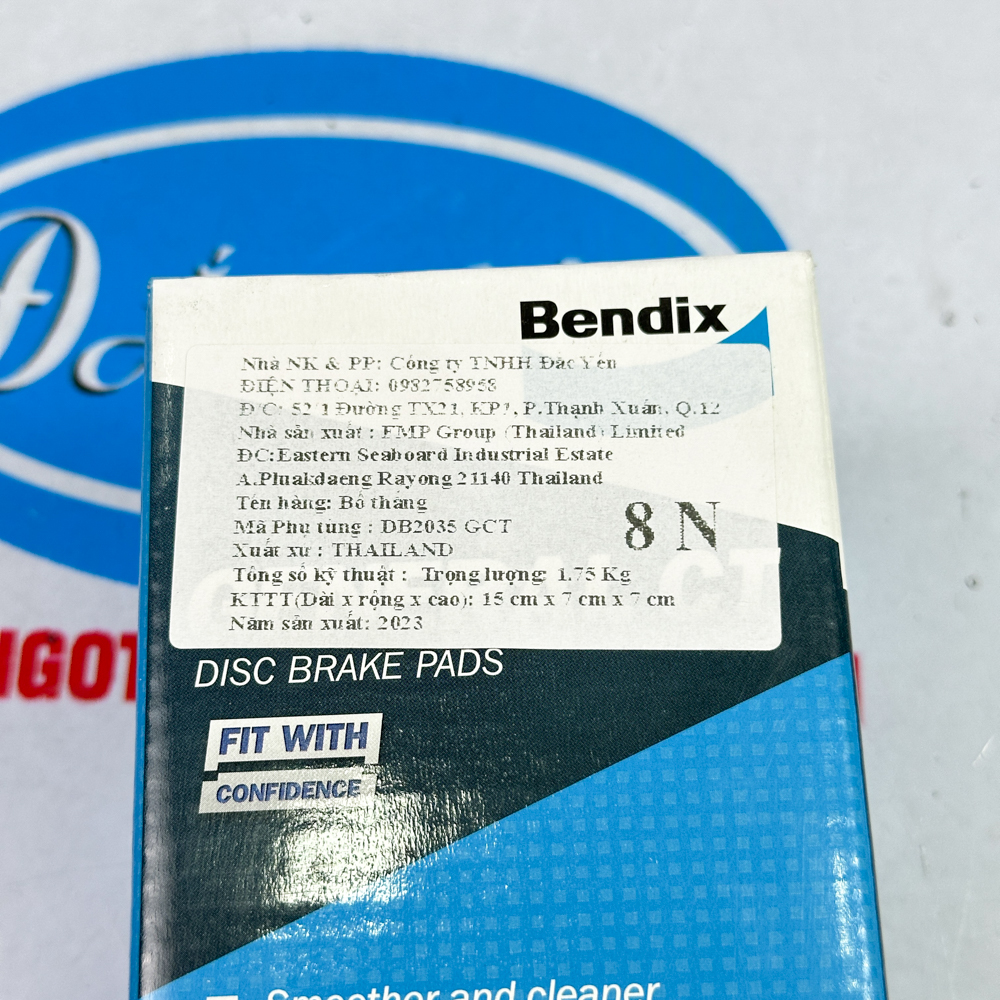 Bendix
Nhà NK & PP: Công ty TNHH Đắc Yến
ĐIỆN THOẠI: 0982758958
Đ/C: 52/1 Đường TX21, KP7, P.Thạnh Xuân, Q.12
Nhà sản xuất : FMP Group (Thailand) Limited
ĐC:Eastern Seaboard Industrial Estate
A.Pluakdaeng Rayong 21140 Thailand
Tên hàng: Bố thắng
Mã Phụ tùng : DB2035 GCT
8 N
Xuất xứ : THAILAND
Tổng số kỹ thuật : Trọng lượng: 1.75 Kg
KTTT(Dài x rộng x cao): 15 cm x 7 cm x 7 cm
Năm sản xuất: 2023
DISC BRAKE PADS
FIT WITH
CONFIDENCE
Smoother and cleaner